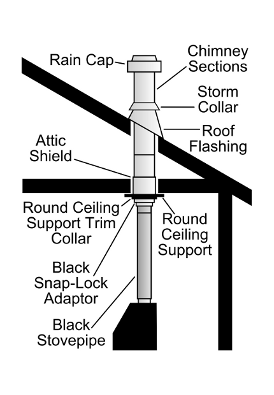 Rain Cap
Chimney
Sections
Storm
Collar
Roof
Flashing
Attic
Shield
Round Ceiling
Support Trim
Collar
Round
Ceiling
Support
Black
Snap-Lock
Adaptor
Black
Stovepipe